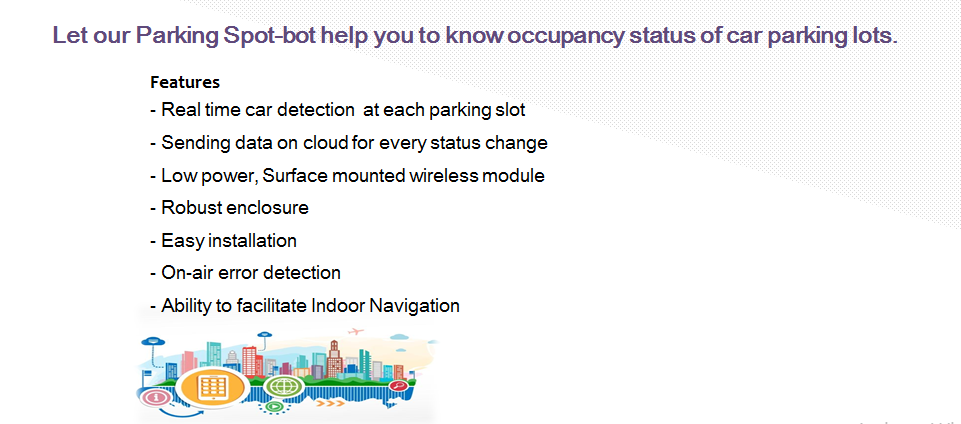 Let our Parking Spot-bot help you to know occupancy status of car parking lots.
Features
- Real time car detection at each parking slot
- Sending data on cloud for every status change
- Low power, Surface mounted wireless module
- Robust enclosure
- Easy installation
- On-air error detection
- Ability to facilitate Indoor Navigation